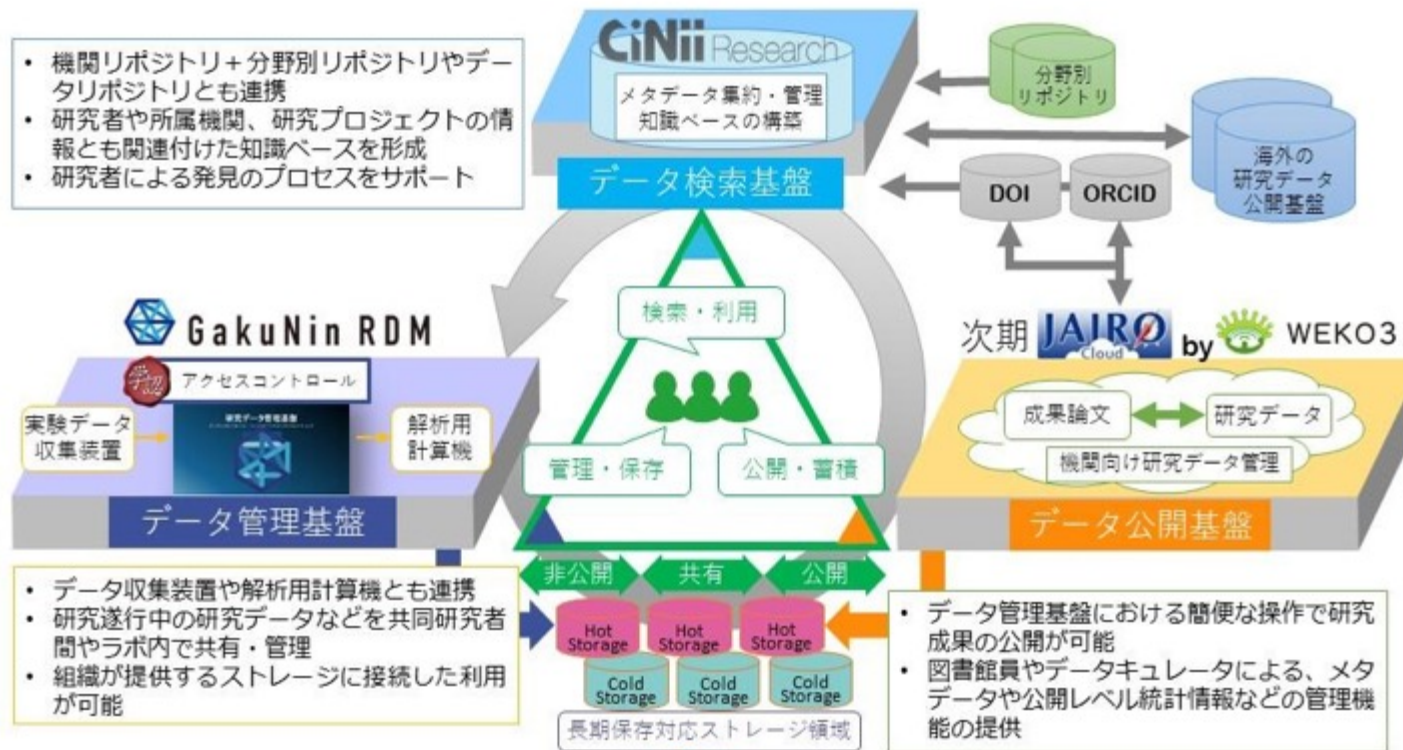 • 機関リポジトリ＋分野別リポジトリやデー
タリポジトリとも連携
• 研究者や所属機関、研究プロジェクトの情
報とも関連付けた知識ベースを形成
• 研究者による発見のプロセスをサポート
CiNii Research
メタデータ集約・管理
知識ベースの構築
データ検索基盤
分野別
リポジトリ
海外の
研究データ
公開基盤
DOI
ORCID
GakuNin RDM
学認
アクセスコントロール
実験データ
収集装置
研究データ管理基盤
解析用
計算機
データ管理基盤
検索・利用
管理・保存
公開・蓄積
次期 JAIRO Cloud by WEKO3
成果論文
研究データ
機関向け研究データ管理
データ公開基盤
非公開
共有
公開
Hot
Storage
Hot
Storage
Hot
Storage
Cold
Storage
Cold
Storage
Cold
Storage
長期保存対応ストレージ領域
• データ収集装置や解析用計算機とも連携
• 研究遂行中の研究データなどを共同研究者
間やラボ内で共有・管理
• 組織が提供するストレージに接続した利用
が可能
• データ管理基盤における簡便な操作で研究
成果の公開が可能
• 図書館員やデータキュレータによる、メタ
データや公開レベル統計情報などの管理機
能の提供